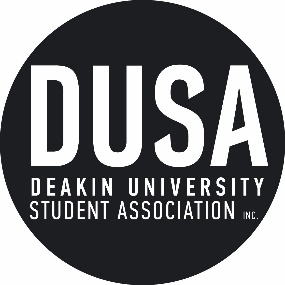 DUSA
DEAKIN UNIVERSITY
STUDENT ASSOCIATION INC.